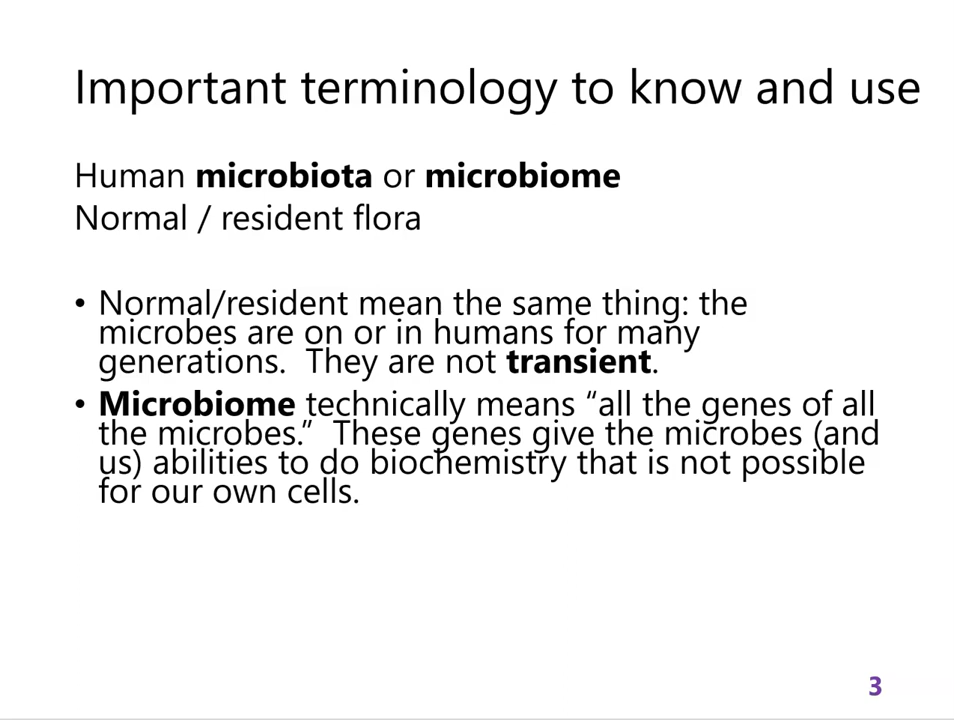 Important terminology to know and use
Human microbiota or microbiome
Normal / resident flora
• Normal/resident mean the same thing: the
microbes are on or in humans for many
generations.  They are not transient.
• Microbiome technically means “all the genes of all
the microbes.”  These genes give the microbes (and
us) abilities to do biochemistry that is not possible
for our own cells.
3